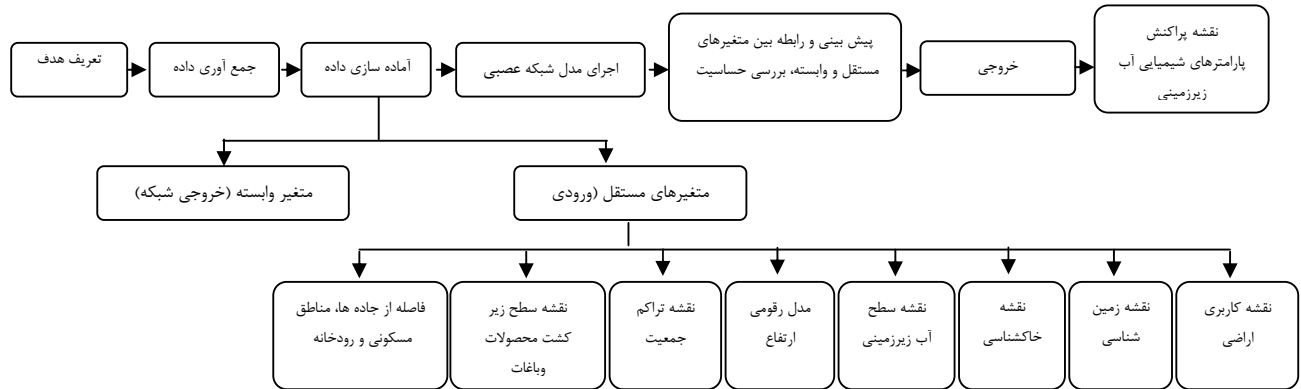 تعریف هدف
جمع آوری داده
آماده سازی داده
اجرای مدل شبکه عصبی
پیش بینی و رابطه بین متغیرهای
مستقل و وابسته، بررسی حساسیت
خروجی
نقشه پراکنش
پارامترهای شیمیایی آب
زیرزمینی
متغیر وابسته (خروجی شبکه)
متغیرهای مستقل (ورودی
فاصله از جاده ها، مناطق
مسکونی و رودخانه
نقشه سطح زیر
کشت محصولات
وباغات
نقشه تراکم
جمعیت
مدل رقومی
ارتفاع
نقشه سطح
آب زیرزمینی
نقشه
خاکشناسی
نقشه زمین
شناسی
نقشه کاربری
اراضی